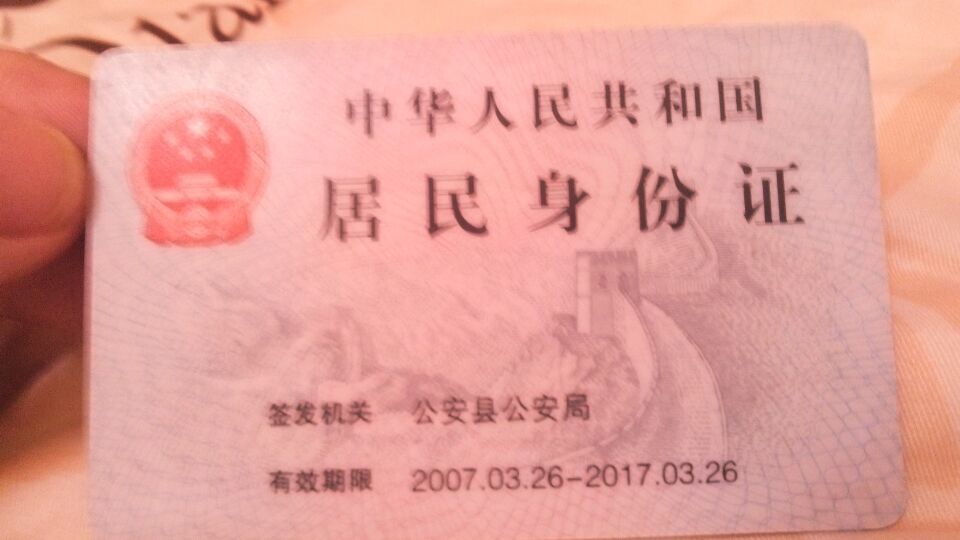 中华人民共和国
居民身份证
签发机关 公安县公安局
有效期限 2007.03.26-2017.03.26